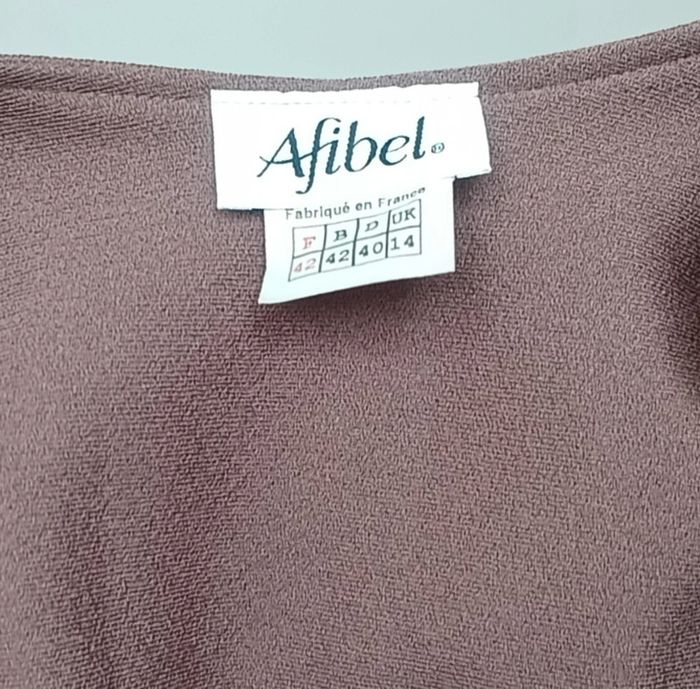 Afibel®
Fabriqué en France
F B D UK
42 42 40 14